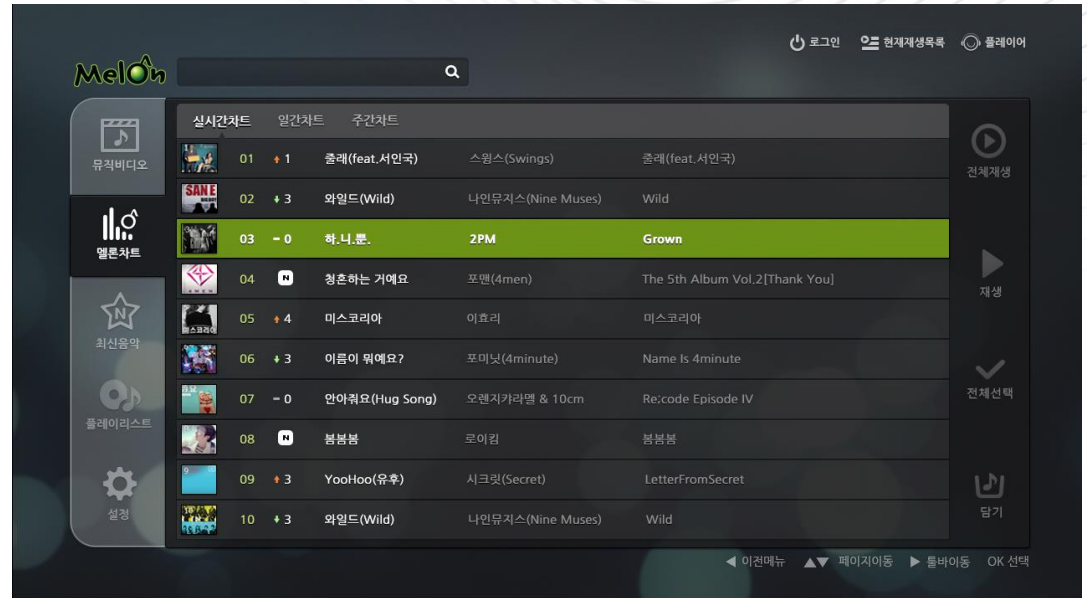 로그인 현재재생목록 플레이어
Melon
실시간차트 일간차트 주간차트
뮤직비디오
멜론차트
최신음악
플레이리스트
설정
01 1 줄래(feat.서인국) 스윙스(Swings) 줄래(feat.서인국)
SAN E
02 3 와일드(Wild) 나인뮤지스(Nine Muses) Wild
03 – 0 하.니.뿐. 2PM Grown
04 N 청혼하는 거예요 포맨(4men) The 5th Album Vol.2[Thank You]
미스코리아
05 4 미스코리아 이효리 미스코리아
06 3 이름이 뭐예요? 포미닛(4minute) Name Is 4minute
07 – 0 안아줘요(Hug Song) 오렌지캬라멜 & 10cm Re;code Episode IV
08 N 봄봄봄 로이킴 봄봄봄
09 3 YooHoo(유후) 시크릿(Secret) LetterFromSecret
10 3 와일드(Wild) 나인뮤지스(Nine Muses) Wild
전체재생
재생
전체선택
담기
이전메뉴 페이지이동 툴바이동 OK 선택